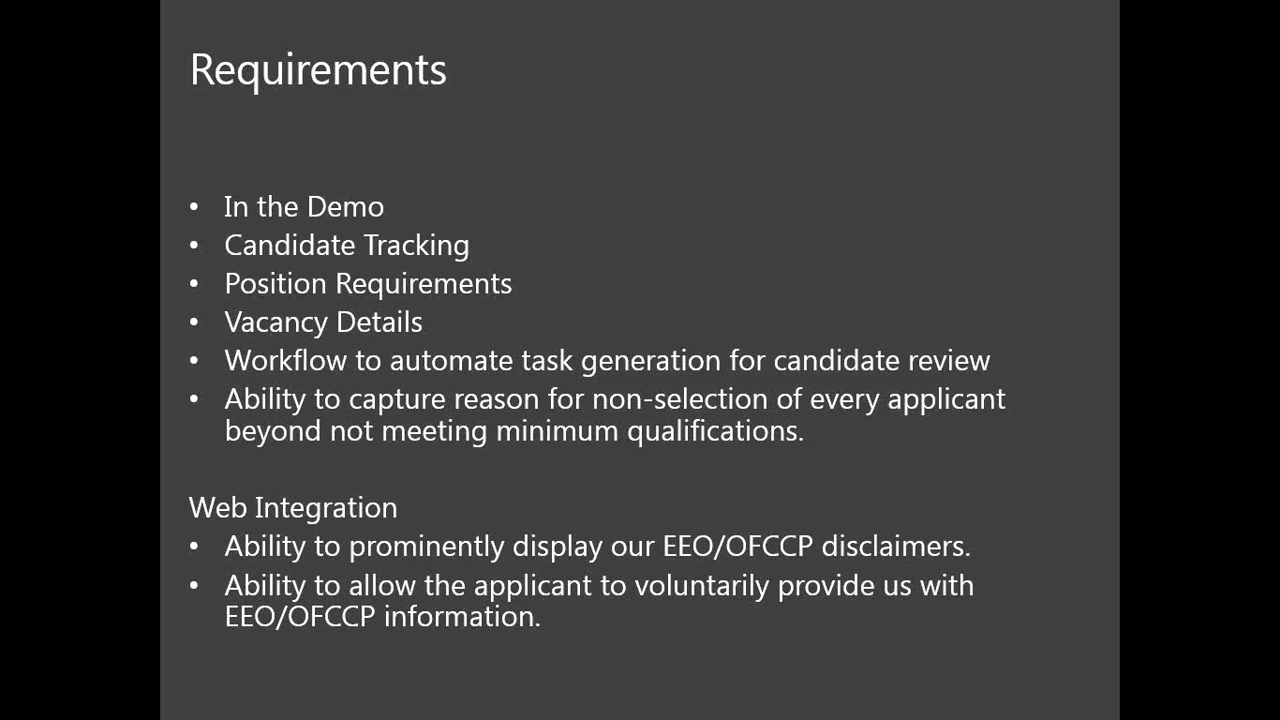 Requirements
• In the Demo
• Candidate Tracking
• Position Requirements
• Vacancy Details
• Workflow to automate task generation for candidate review
• Ability to capture reason for non-selection of every applicant
beyond not meeting minimum qualifications.
Web Integration
• Ability to prominently display our EEO/OFCCP disclaimers.
• Ability to allow the applicant to voluntarily provide us with
EEO/OFCCP information.